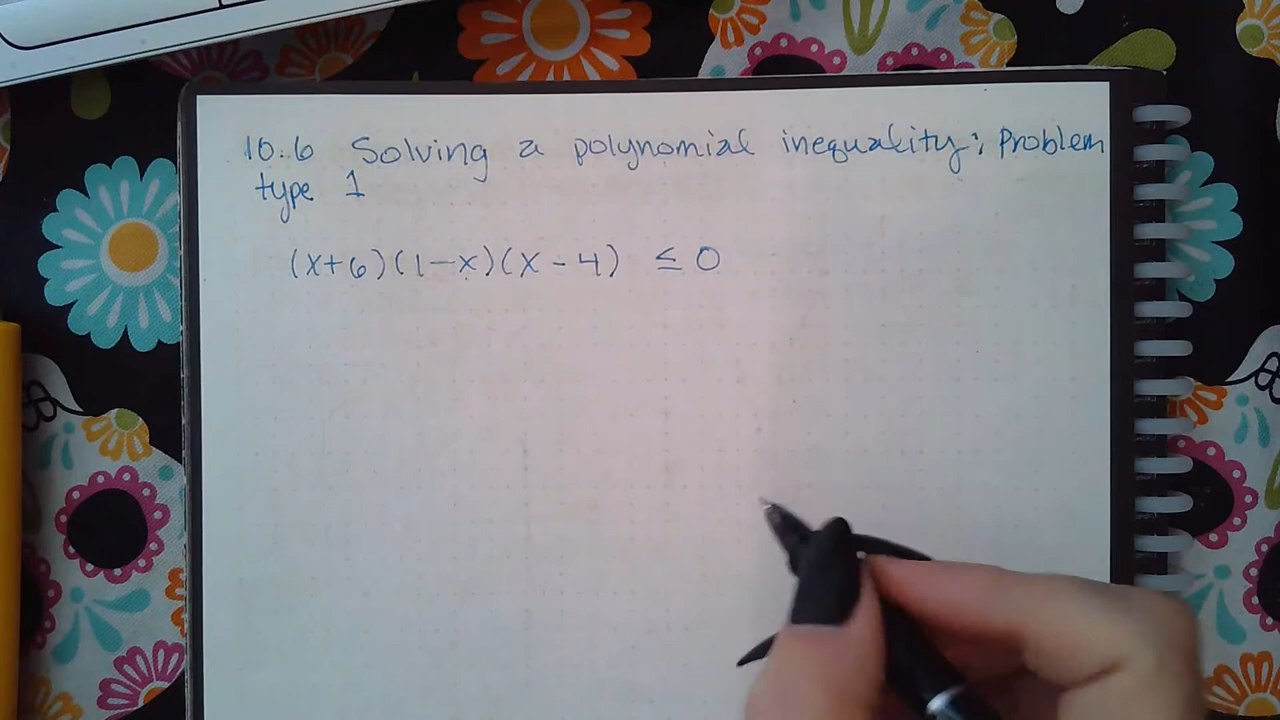 10.6 Solving a polynomial inequality: Problem
type 1
(x+6)(1-x)(x-4) ≤ 0